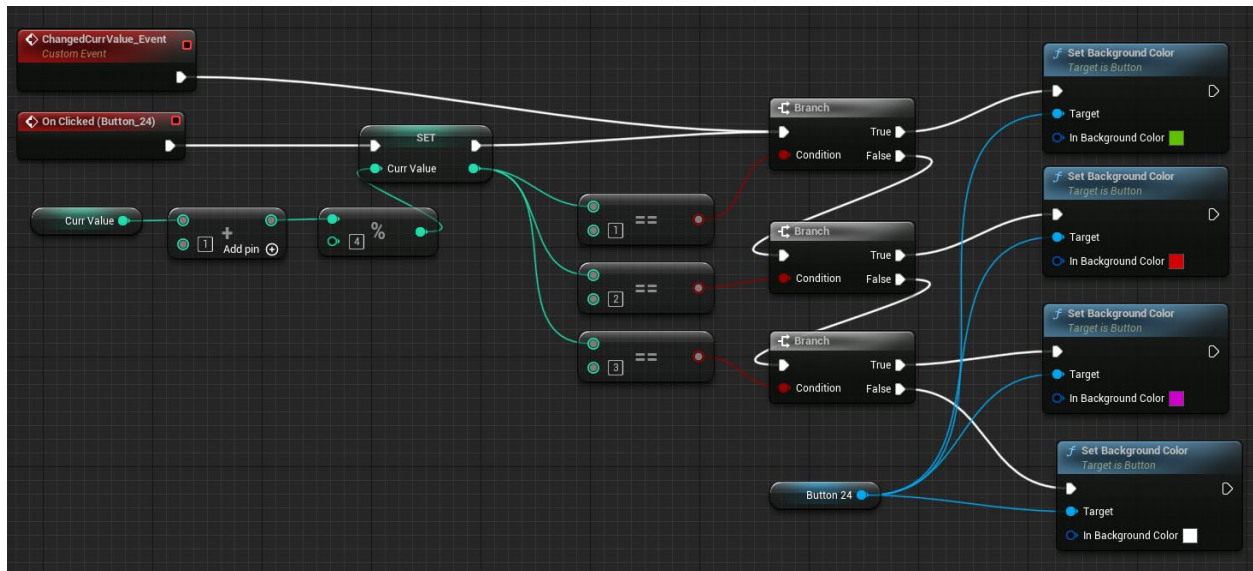 ChangedCurrValue_Event
Custom Event
On Clicked (Button_24)
SET
Curr Value
Curr Value
1
+
Add pin
4
%
1
==
2
==
3
==
Branch
True
Condition
False
Branch
True
Condition
False
Branch
True
Condition
False
Button 24
f Set Background Color
Target is Button
Target
In Background Color
f Set Background Color
Target is Button
Target
In Background Color
f Set Background Color
Target is Button
Target
In Background Color
f Set Background Color
Target is Button
Target
In Background Color